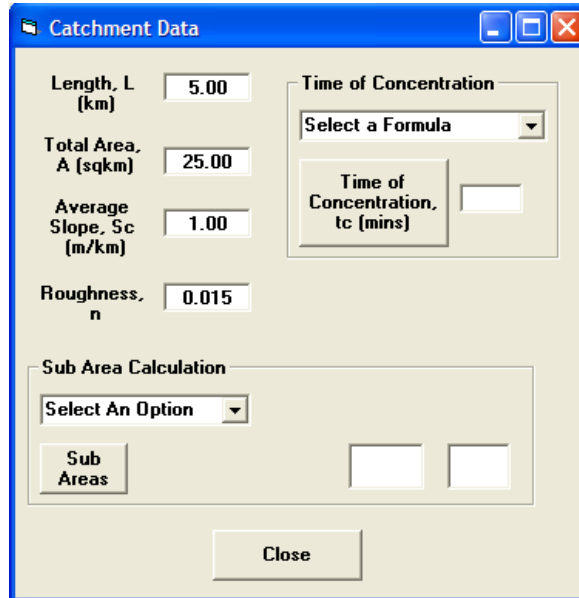 Catchment Data
Length, L
(km)
5.00
Total Area,
A (sqkm)
25.00
Average
Slope, Sc
(m/km)
1.00
Roughness,
n
0.015
Time of Concentration
Select a Formula
Time of
Concentration,
tc (mins)
Sub Area Calculation
Select An Option
Sub
Areas
Close